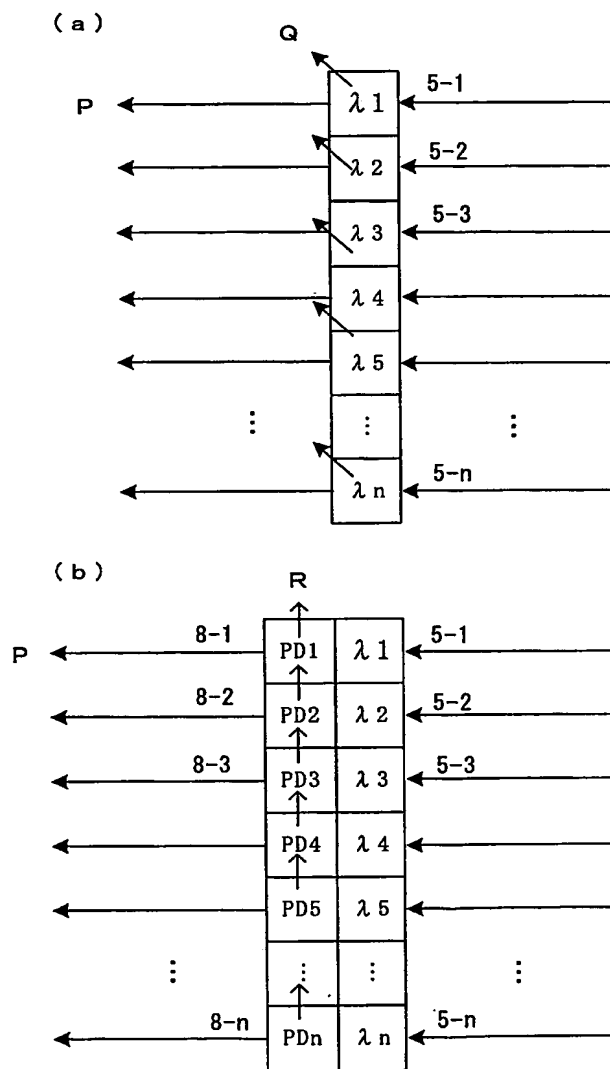 (a)
Q
P λ1 5-1
λ2 5-2
λ3 5-3
λ4
λ5
⋮ ⋮ ⋮
λn 5-n
(b)
R
P 8-1 PD1 λ1 5-1
8-2 PD2 λ2 5-2
8-3 PD3 λ3 5-3
PD4 λ4
PD5 λ5
⋮ ⋮ ⋮ ⋮
8-n PDn λn 5-n